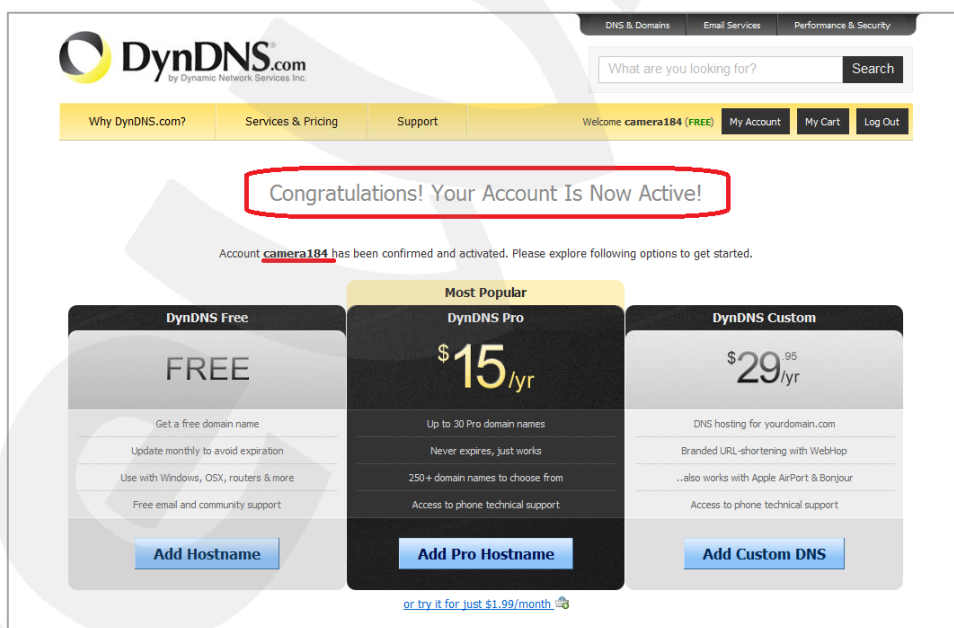 DNS & Domains Email Services Performance & Security
DynDNS.com
by Dynamic Network Services Inc.
What are you looking for? Search
Why DynDNS.com? Services & Pricing Support Welcome camera184 (FREE) My Account My Cart Log Out
Congratulations! Your Account Is Now Active!
Account camera184 has been confirmed and activated. Please explore following options to get started.
Most Popular
DynDNS Free DynDNS Pro DynDNS Custom
FREE $15/yr $29.95/yr
Get a free domain name Up to 30 Pro domain names DNS hosting for yourdomain.com
Update monthly to avoid expiration Never expires, just works Branded URL-shortening with WebHop
Use with Windows, OSX, routers & more 250+ domain names to choose from ..also works with Apple AirPort & Bonjour
Free email and community support Access to phone technical support Access to phone technical support
Add Hostname Add Pro Hostname Add Custom DNS
or try it for just $1.99/month